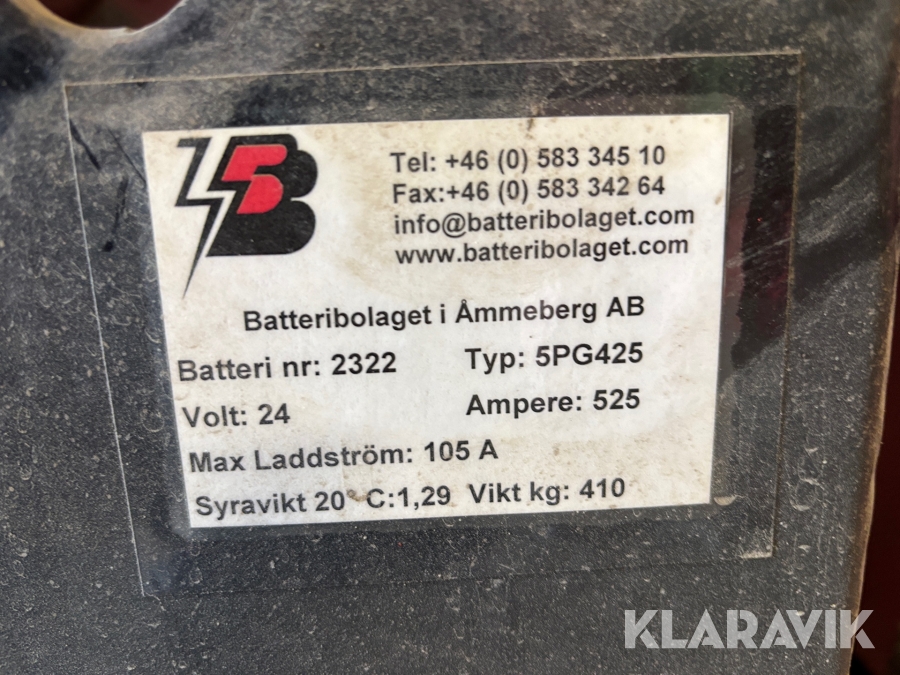 Tel: +46 (0) 583 345 10
Fax:+46 (0) 583 342 64
info@batteribolaget.com
www.batteribolaget.com
Batteribolaget i Åmmeberg AB
Batteri nr: 2322 Typ: 5PG425
Volt: 24 Ampere: 525
Max Laddström: 105 A
Syravikt 20° C:1,29 Vikt kg: 410
KLARAVIK